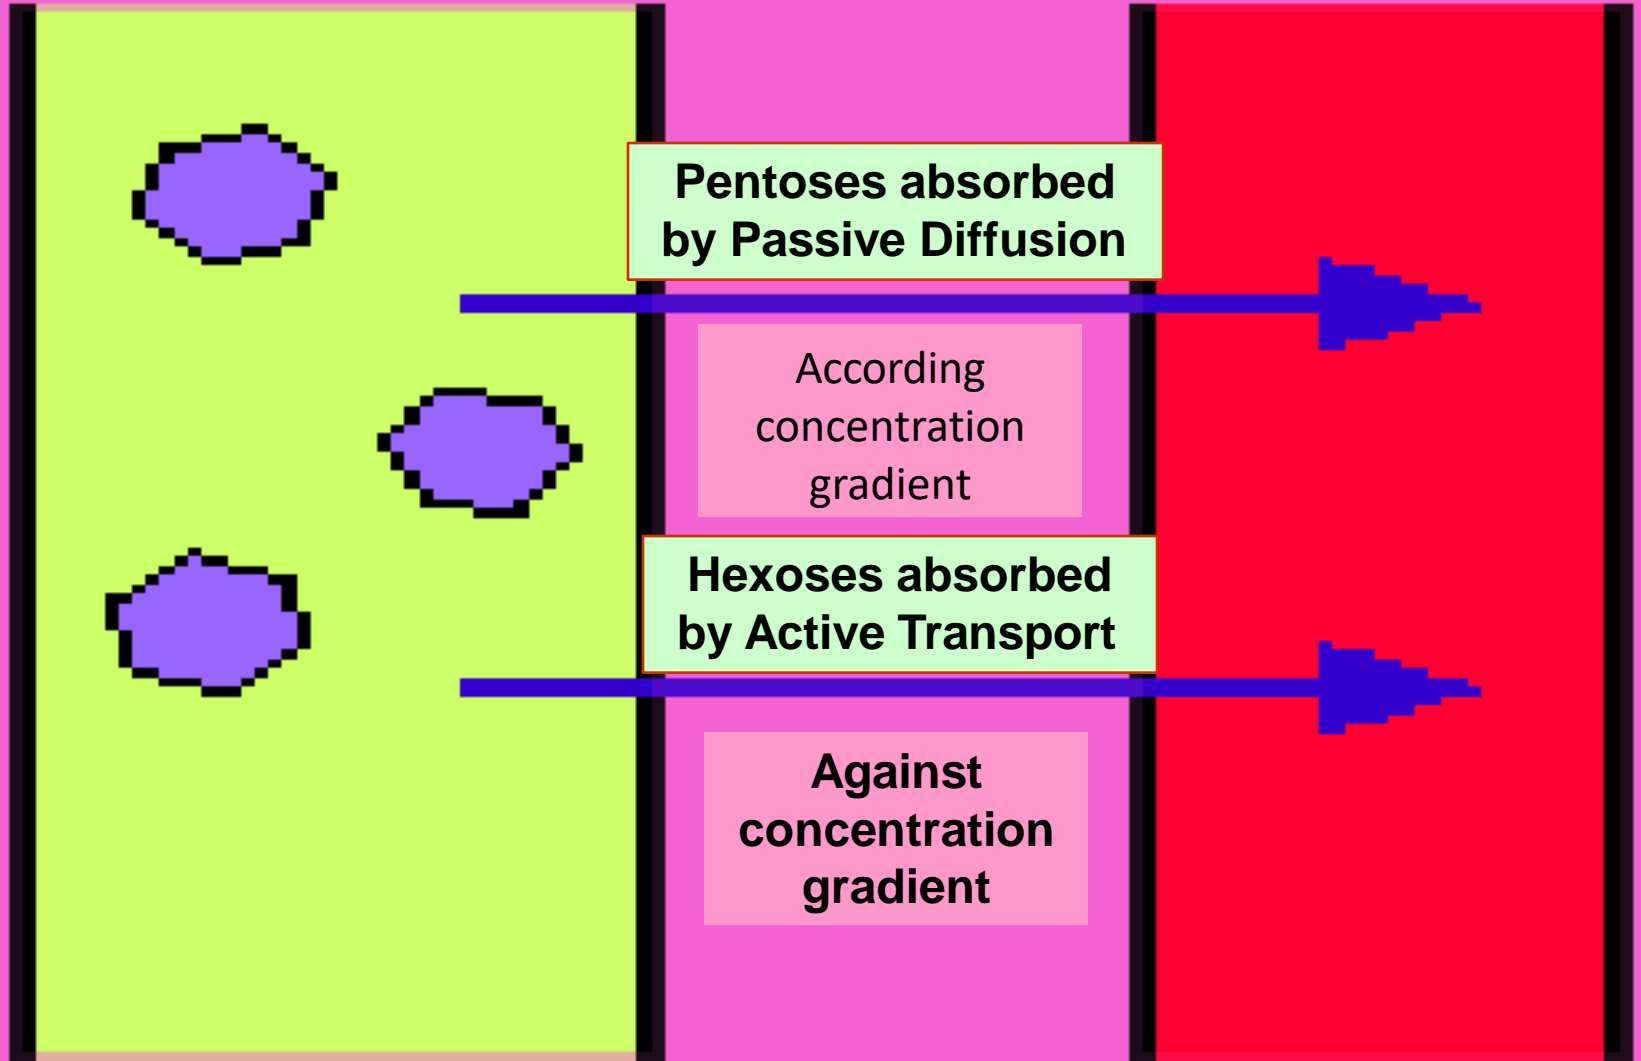 Pentoses absorbed
by Passive Diffusion
According
concentration
gradient
Hexoses absorbed
by Active Transport
Against
concentration
gradient